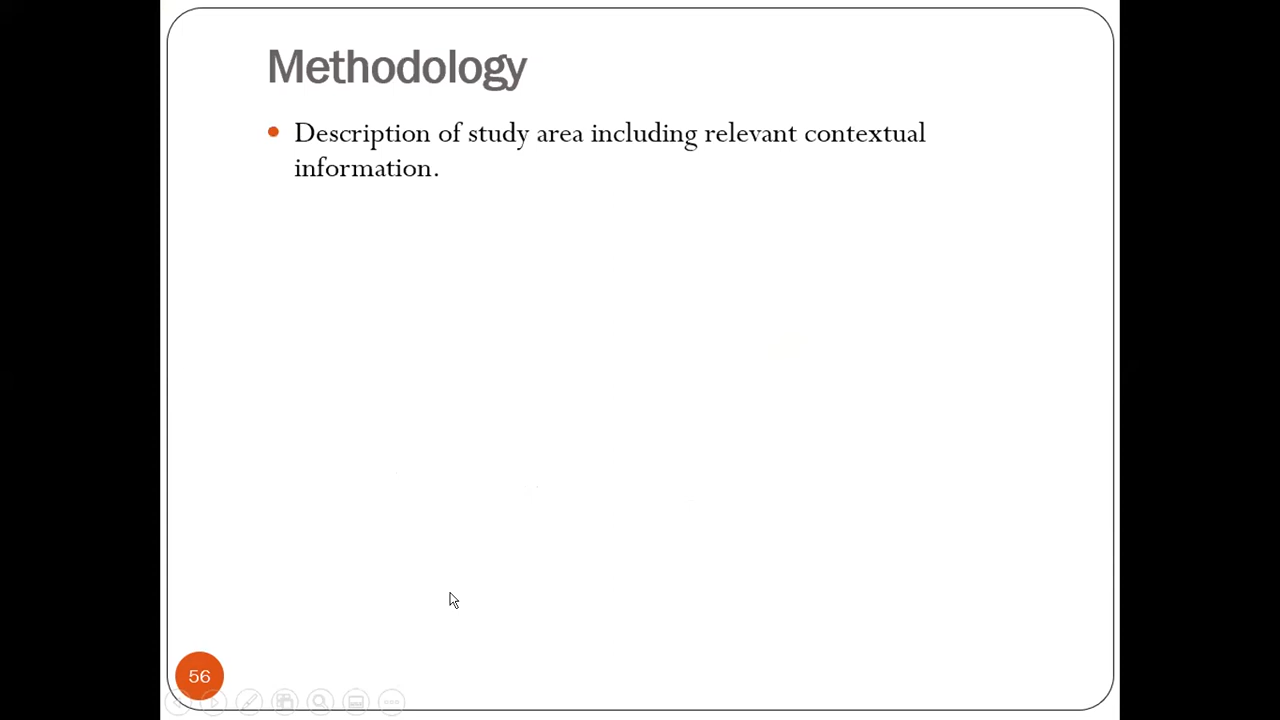 Methodology
• Description of study area including relevant contextual
information.
56